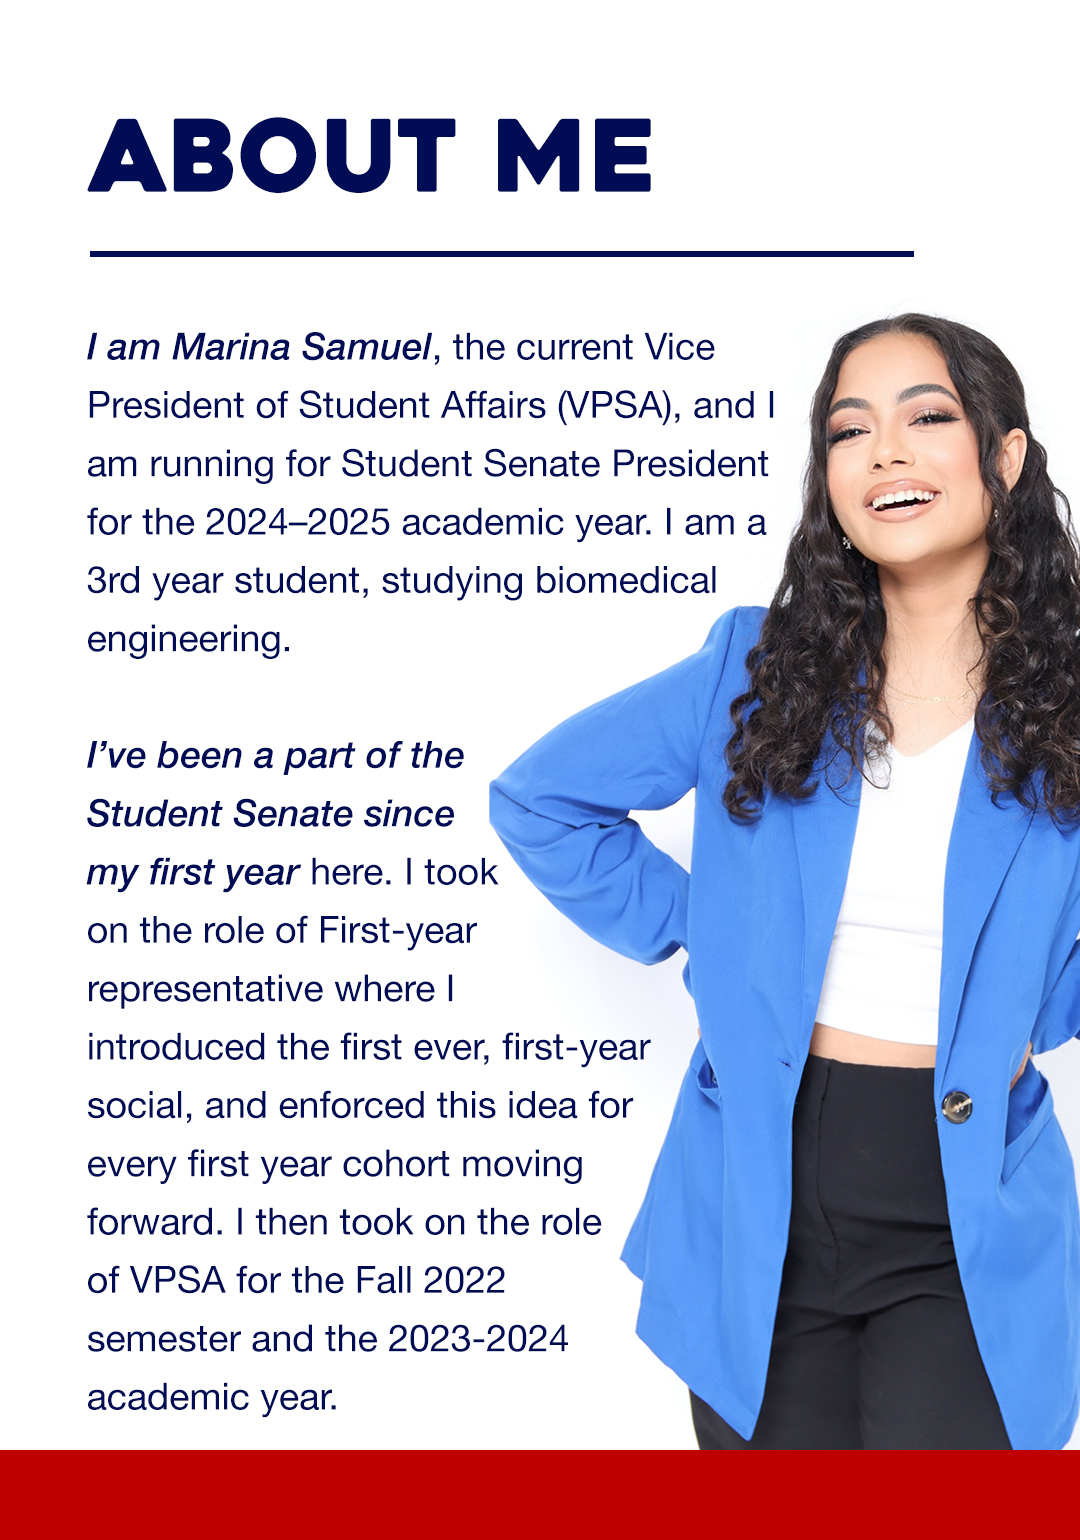 ABOUT ME
I am Marina Samuel, the current Vice
President of Student Affairs (VPSA), and I
am running for Student Senate President
for the 2024–2025 academic year. I am a
3rd year student, studying biomedical
engineering.
I’ve been a part of the
Student Senate since
my first year here. I took
on the role of First-year
representative where I
introduced the first ever, first-year
social, and enforced this idea for
every first year cohort moving
forward. I then took on the role
of VPSA for the Fall 2022
semester and the 2023-2024
academic year.